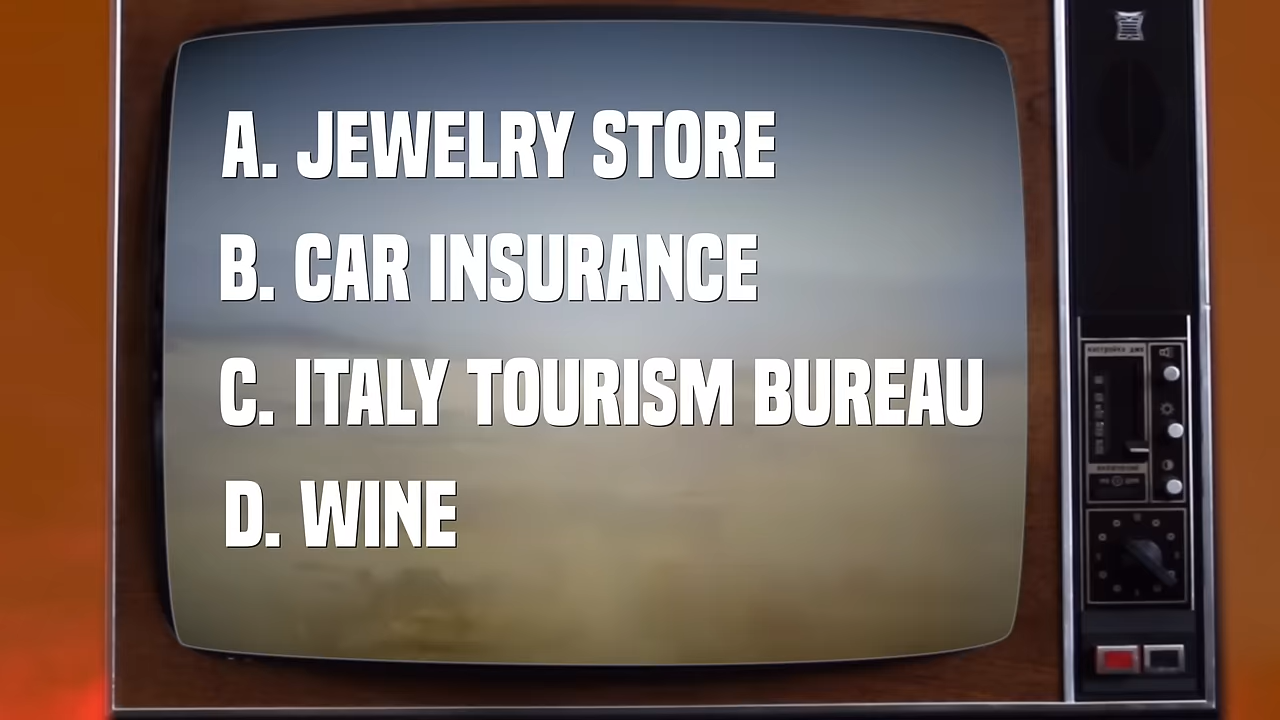 A. JEWELRY STORE
B. CAR INSURANCE
C. ITALY TOURISM BUREAU
D. WINE